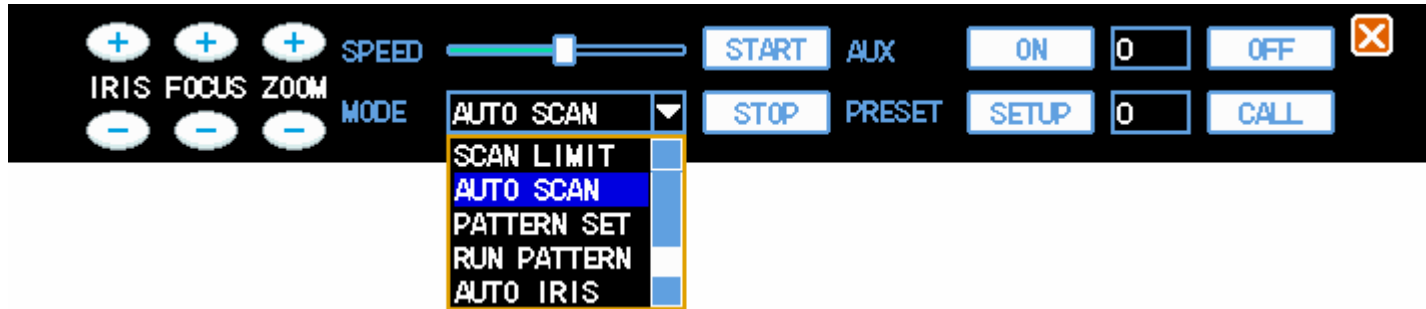 SPEED START AUX ON 0 OFF
IRIS FOCUS ZOOM
MODE AUTO SCAN STOP PRESET SETUP 0 CALL
SCAN LIMIT
AUTO SCAN
PATTERN SET
RUN PATTERN
AUTO IRIS